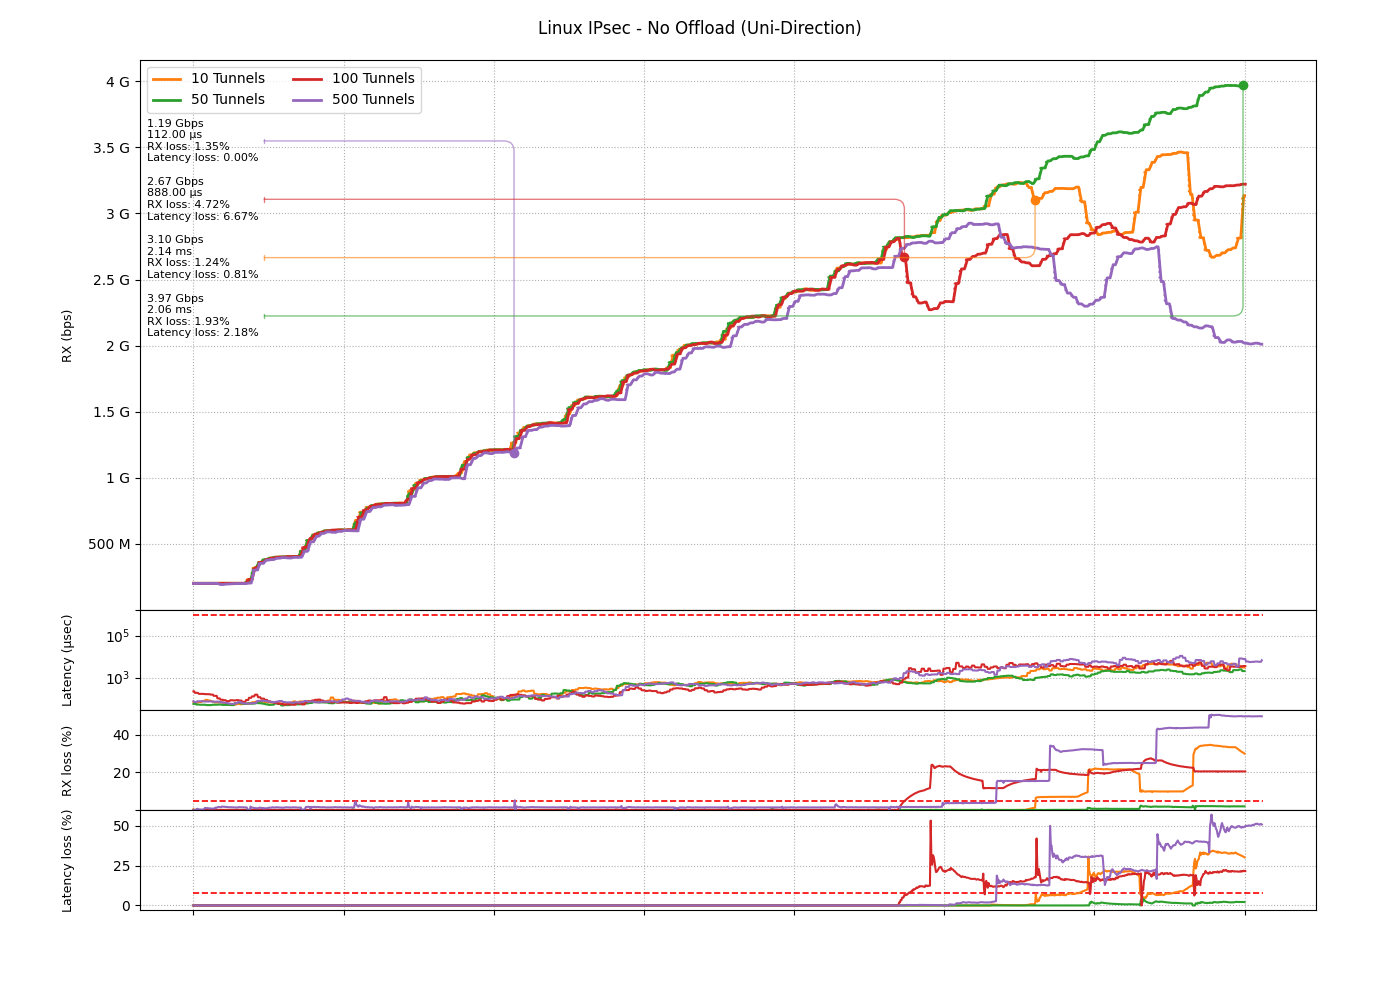 Linux IPsec - No Offload (Uni-Direction)
10 Tunnels
50 Tunnels
100 Tunnels
500 Tunnels
1.19 Gbps
112.00 µs
RX loss: 1.35%
Latency loss: 0.00%
2.67 Gbps
888.00 µs
RX loss: 4.72%
Latency loss: 6.67%
3.10 Gbps
2.14 ms
RX loss: 1.24%
Latency loss: 0.81%
3.97 Gbps
2.06 ms
RX loss: 1.93%
Latency loss: 2.18%
RX (bps)
4 G
3.5 G
3 G
2.5 G
2 G
1.5 G
1 G
500 M
Latency (µsec)
10⁵
10³
RX loss (%)
40
20
Latency loss (%)
50
25
0